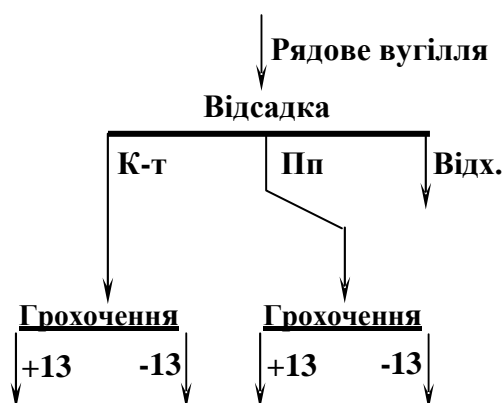 Рядове вугілля
Відсадка
К-т Пп Відх.
Грохочення Грохочення
+13 -13 +13 -13